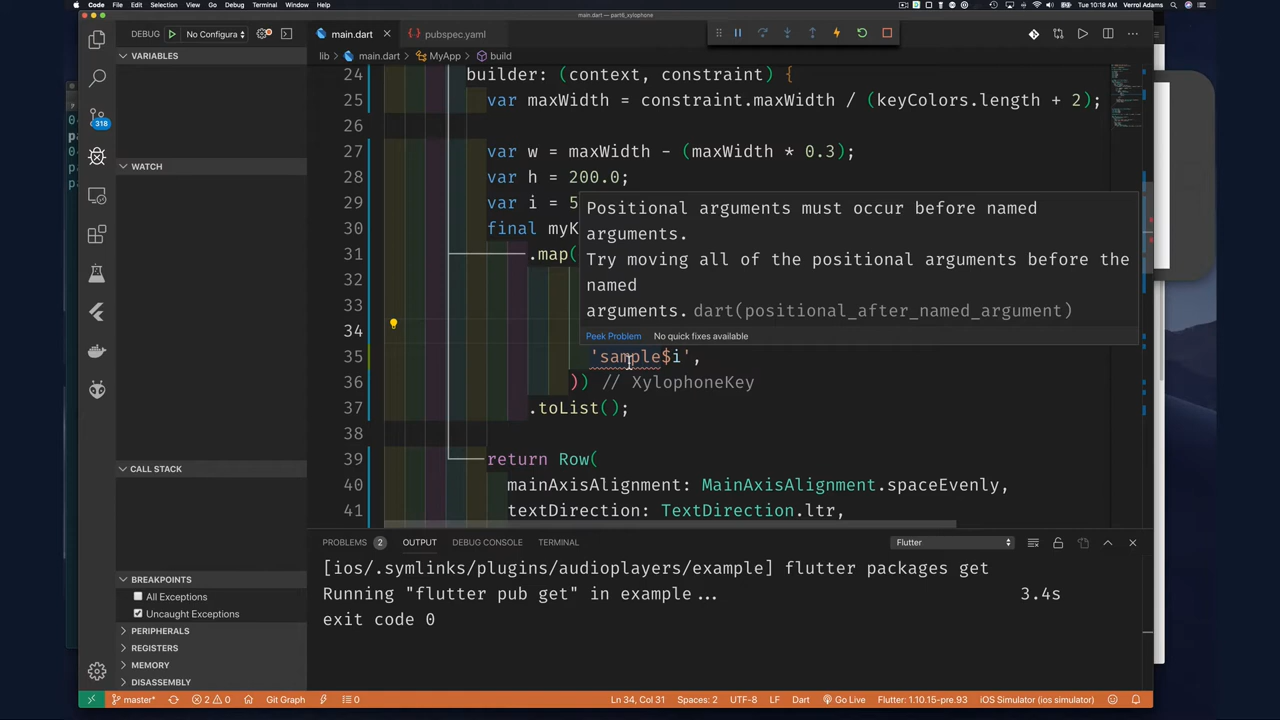 Code File Edit Selection View Go Debug Terminal Window Help
Tue 10:18 AM Verrol Adams
main.dart — part6_xylophone
DEBUG No Configura
main.dart pubspec.yaml
VARIABLES
lib › main.dart › MyApp › build
24 builder: (context, constraint) {
25 var maxWidth = constraint.maxWidth / (keyColors.length + 2);
26
27 var w = maxWidth - (maxWidth * 0.3);
28 var h = 200.0;
29 var i = 5
30 final myK
31 .map(
32
33
34
35 'sample$i',
36 )) // XylophoneKey
37 .toList();
38
39 return Row(
40 mainAxisAlignment: MainAxisAlignment.spaceEvenly,
41 textDirection: TextDirection.ltr,
Positional arguments must occur before named
arguments.
Try moving all of the positional arguments before the
named
arguments. dart(positional_after_named_argument)
Peek Problem No quick fixes available
318
WATCH
CALL STACK
BREAKPOINTS
All Exceptions
Uncaught Exceptions
PERIPHERALS
REGISTERS
MEMORY
DISASSEMBLY
PROBLEMS 2 OUTPUT DEBUG CONSOLE TERMINAL Flutter
[ios/.symlinks/plugins/audioplayers/example] flutter packages get
Running "flutter pub get" in example... 3.4s
exit code 0
master* 2 0 Git Graph 0 Ln 34, Col 31 Spaces: 2 UTF-8 LF Dart Go Live Flutter: 1.10.15-pre.93 iOS Simulator (ios simulator)